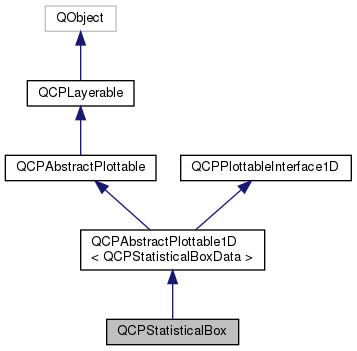 QObject
QCPLayerable
QCPAbstractPlottable
QCPPlottableInterface1D
QCPAbstractPlottable1D
< QCPStatisticalBoxData >
QCPStatisticalBox